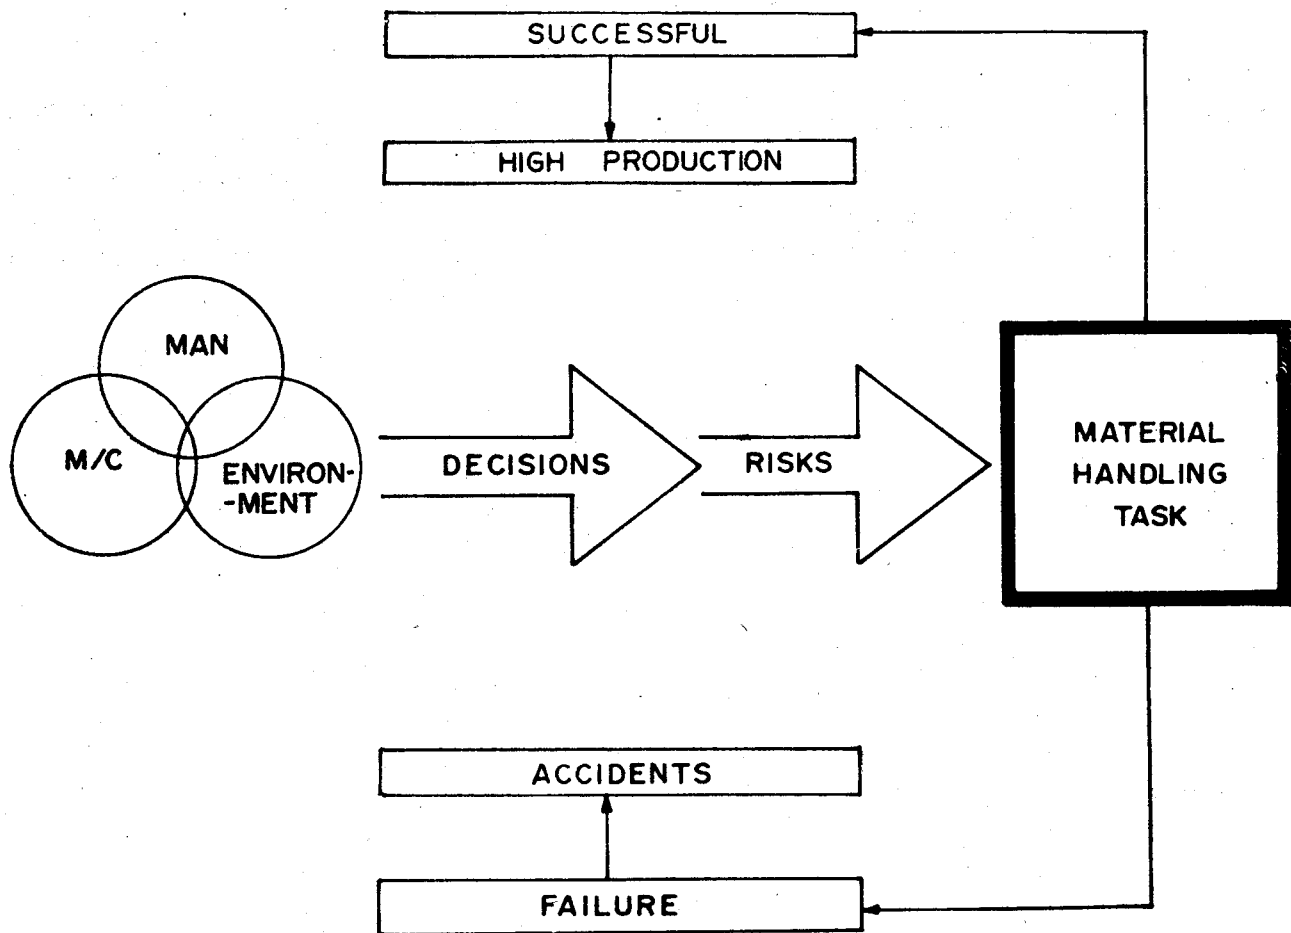 SUCCESSFUL
HIGH PRODUCTION
MAN
M/C
ENVIRON-
-MENT
DECISIONS
RISKS
MATERIAL
HANDLING
TASK
ACCIDENTS
FAILURE